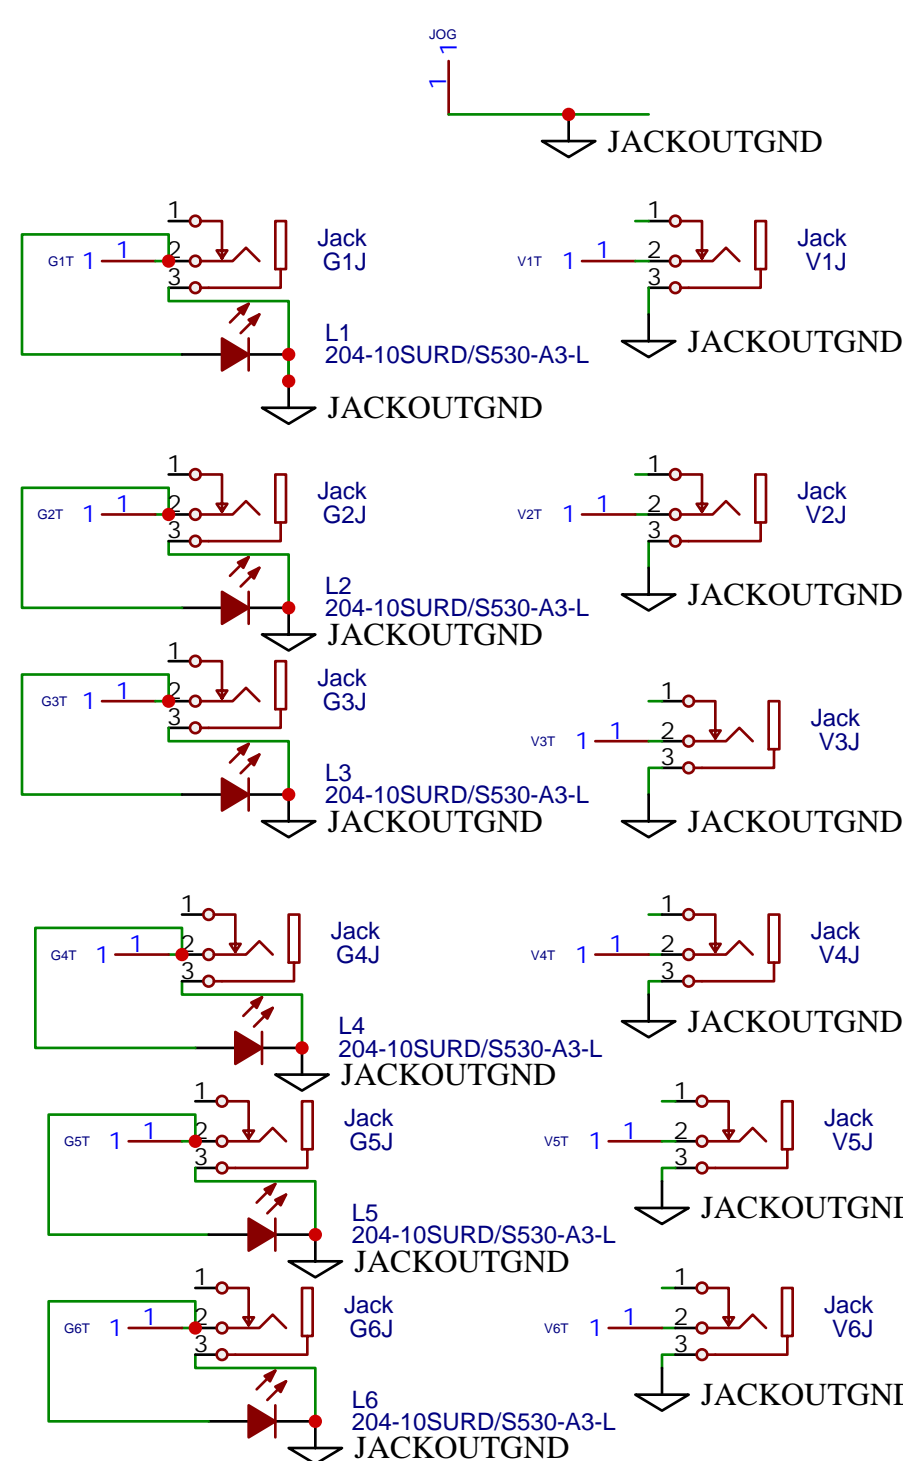 JOG
1
1
JACKOUTGND
1
2
3
G1T 1 1
Jack
G1J
L1
204-10SURD/S530-A3-L
JACKOUTGND
1
2
3
V1T 1 1
Jack
V1J
JACKOUTGND
1
2
3
G2T 1 1
Jack
G2J
L2
204-10SURD/S530-A3-L
JACKOUTGND
1
2
3
V2T 1 1
Jack
V2J
JACKOUTGND
1
2
3
G3T 1 1
Jack
G3J
L3
204-10SURD/S530-A3-L
JACKOUTGND
1
2
3
V3T 1 1
Jack
V3J
JACKOUTGND
1
2
3
G4T 1 1
Jack
G4J
L4
204-10SURD/S530-A3-L
JACKOUTGND
1
2
3
V4T 1 1
Jack
V4J
JACKOUTGND
1
2
3
G5T 1 1
Jack
G5J
L5
204-10SURD/S530-A3-L
JACKOUTGND
1
2
3
V5T 1 1
Jack
V5J
JACKOUTGND
1
2
3
G6T 1 1
Jack
G6J
L6
204-10SURD/S530-A3-L
JACKOUTGND
1
2
3
V6T 1 1
Jack
V6J
JACKOUTGND